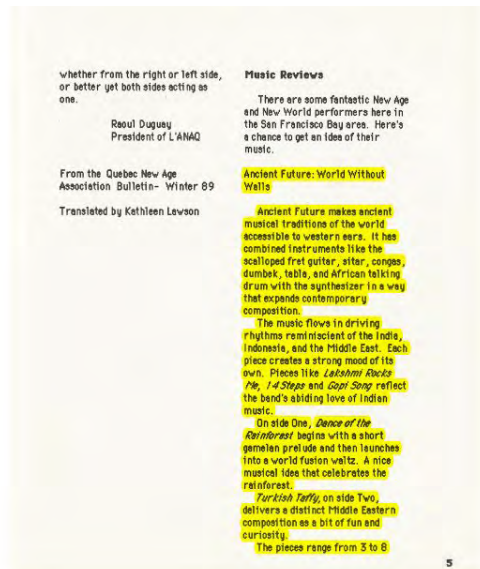 whether from the right or left side,
or better yet both sides acting as
one.
Raoul Duguay
President of L'ANAQ
From the Quebec New Age
Association Bulletin- Winter 89
Translated by Kathleen Lawson
Music Reviews
There are some fantastic New Age
and New World performers here in
the San Francisco Bay area. Here's
a chance to get an idea of their
music.
Ancient Future: World Without
Walls
Ancient Future makes ancient
musical traditions of the world
accessible to western ears. It has
combined instruments like the
scalloped fret guitar, sitar, congas,
dumbek, tabla, and African talking
drum with the synthesizer in a way
that expands contemporary
composition.
The music flows in driving
rhythms reminiscient of the India,
Indonesia, and the Middle East. Each
piece creates a strong mood of its
own. Pieces like Lakshmi Rocks
Me, 14 Steps and Gopi Song reflect
the band's abiding love of Indian
music.
On side One, Dance of the
Rainforest begins with a short
gamelan prelude and then launches
into a world fusion waltz. A nice
musical idea that celebrates the
rainforest.
Turkish Taffy, on side Two,
delivers a distinct Middle Eastern
composition as a bit of fun and
curiosity.
The pieces range from 3 to 8
5